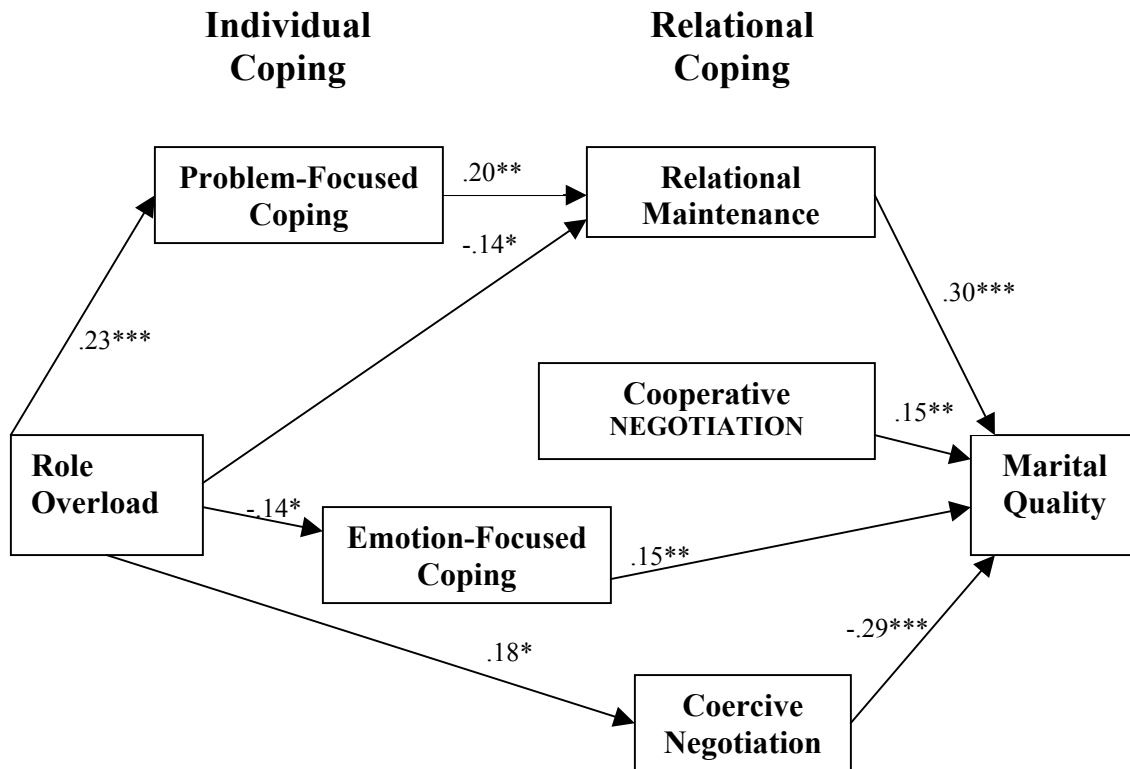 Individual
Coping
Relational
Coping
Problem-Focused
Coping
.20**
Relational
Maintenance
-.14*
.30***
.23***
Cooperative
NEGOTIATION
.15**
Role
Overload
Marital
Quality
-.14*
Emotion-Focused
Coping
.15**
-.29***
.18*
Coercive
Negotiation